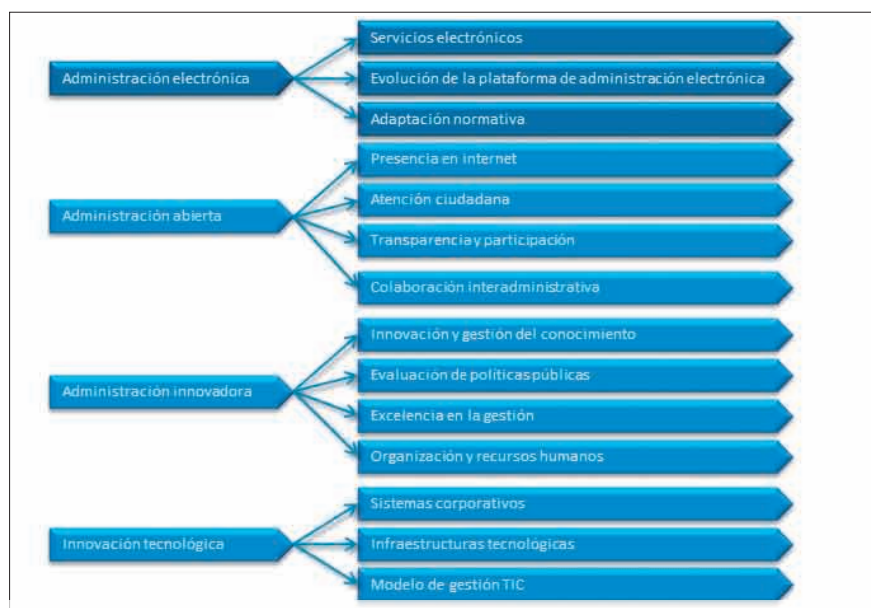 Administración electrónica
Servicios electrónicos
Evolución de la plataforma de administración electrónica
Adaptación normativa
Administración abierta
Presencia en internet
Atención ciudadana
Transparencia y participación
Colaboración interadministrativa
Administración innovadora
Innovación y gestión del conocimiento
Evaluación de políticas públicas
Excelencia en la gestión
Organización y recursos humanos
Innovación tecnológica
Sistemas corporativos
Infraestructuras tecnológicas
Modelo de gestión TIC